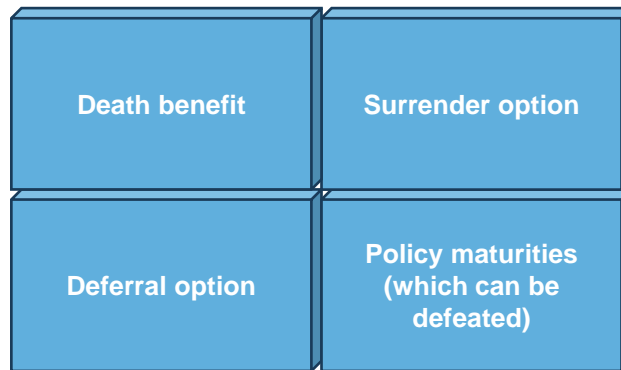 Death benefit
Surrender option
Deferral option
Policy maturities
(which can be
defeated)